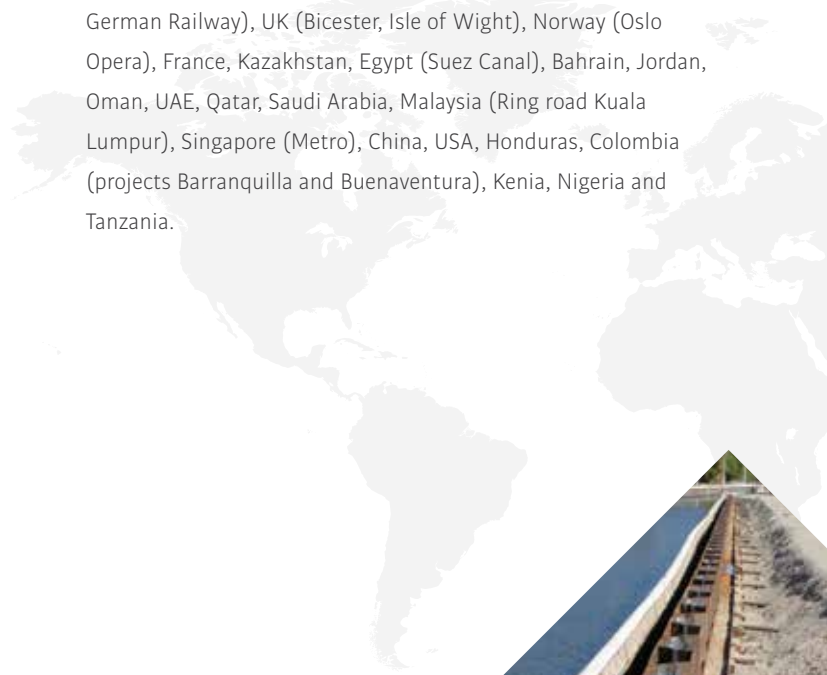 German Railway), UK (Bicester, Isle of Wight), Norway (Oslo
Opera), France, Kazakhstan, Egypt (Suez Canal), Bahrain, Jordan,
Oman, UAE, Qatar, Saudi Arabia, Malaysia (Ring road Kuala
Lumpur), Singapore (Metro), China, USA, Honduras, Colombia
(projects Barranquilla and Buenaventura), Kenia, Nigeria and
Tanzania.